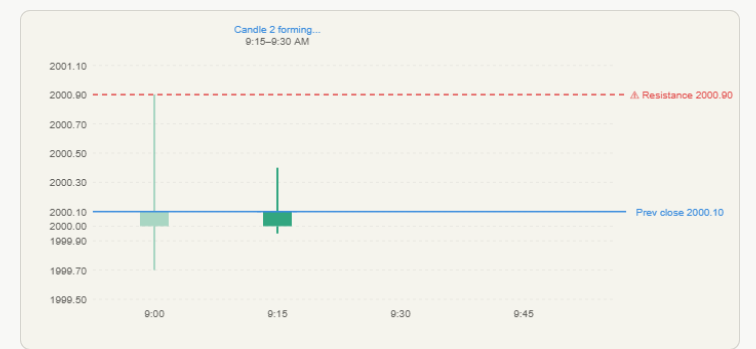 Candle 2 forming...
9:15–9:30 AM
2001.10
2000.90
⚠ Resistance 2000.90
2000.70
2000.50
2000.30
2000.10
Prev close 2000.10
2000.00
1999.90
1999.70
1999.50
9:00 9:15 9:30 9:45